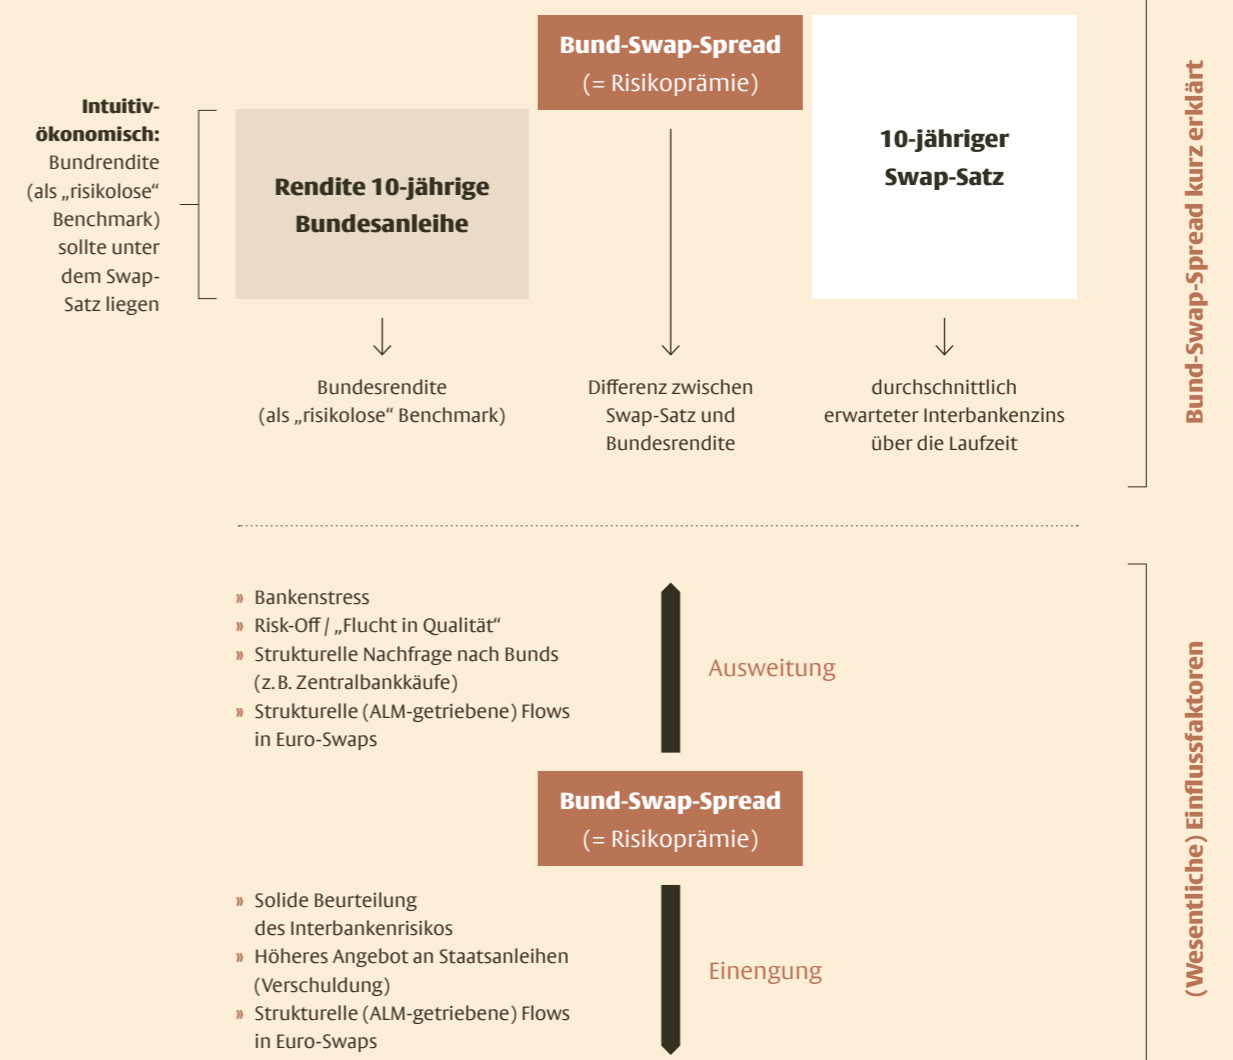 Bund-Swap-Spread
(= Risikoprämie)
Intuitiv-
ökonomisch:
Bundrendite
(als „risikolose“
Benchmark)
sollte unter
dem Swap-
Satz liegen
Rendite 10-jährige
Bundesanleihe
10-jähriger
Swap-Satz
Bundesrendite
(als „risikolose“ Benchmark)
Differenz zwischen
Swap-Satz und
Bundesrendite
durchschnittlich
erwarteter Interbankenzins
über die Laufzeit
Bund-Swap-Spread kurz erklärt
» Bankenstress
» Risk-Off / „Flucht in Qualität“
» Strukturelle Nachfrage nach Bunds
(z. B. Zentralbankkäufe)
» Strukturelle (ALM-getriebene) Flows
in Euro-Swaps
Ausweitung
Bund-Swap-Spread
(= Risikoprämie)
» Solide Beurteilung
des Interbankenrisikos
» Höheres Angebot an Staatsanleihen
(Verschuldung)
» Strukturelle (ALM-getriebene) Flows
in Euro-Swaps
Einengung
(Wesentliche) Einflussfaktoren